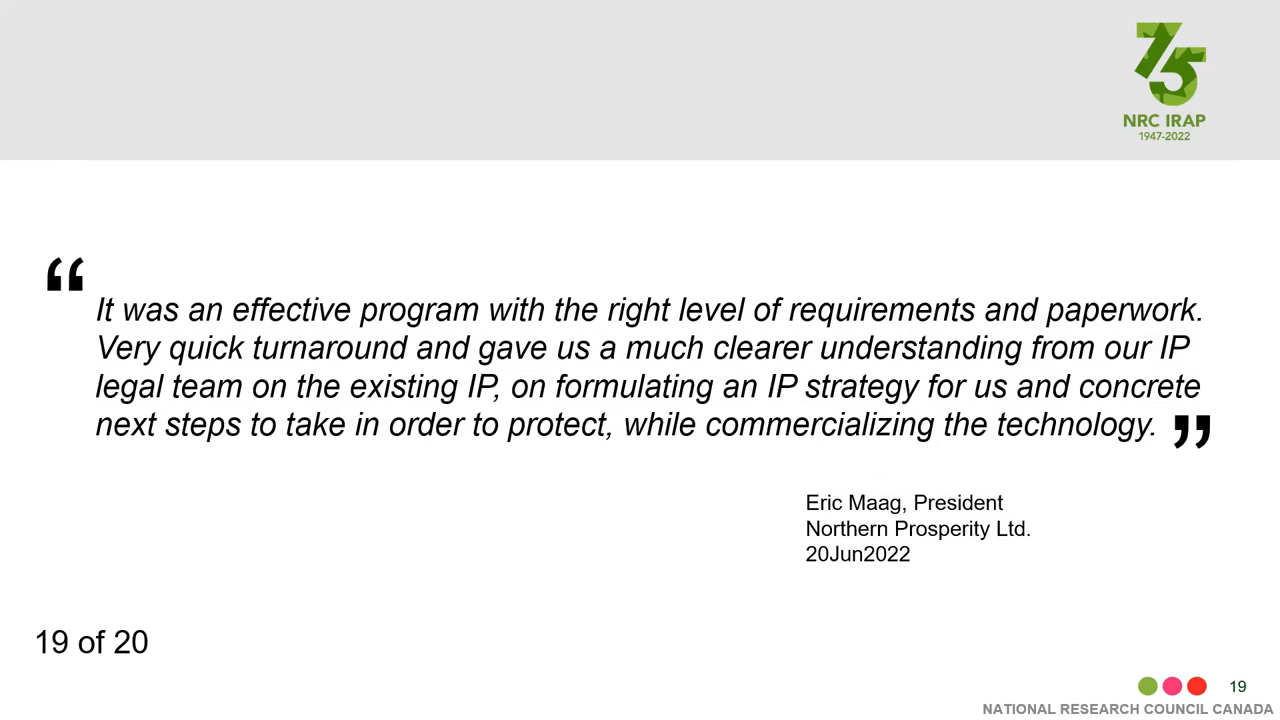 75
NRC IRAP
1947-2022
“
It was an effective program with the right level of requirements and paperwork.
Very quick turnaround and gave us a much clearer understanding from our IP
legal team on the existing IP, on formulating an IP strategy for us and concrete
next steps to take in order to protect, while commercializing the technology. ”
Eric Maag, President
Northern Prosperity Ltd.
20Jun2022
19 of 20
19
NATIONAL RESEARCH COUNCIL CANADA